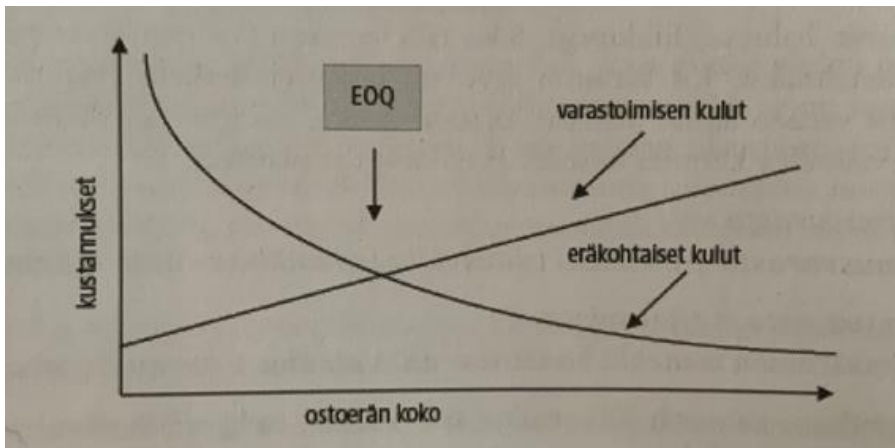 EOQ
varastoimisen kulut
eräkohtaiset kulut
kustannukset
ostoerän koko